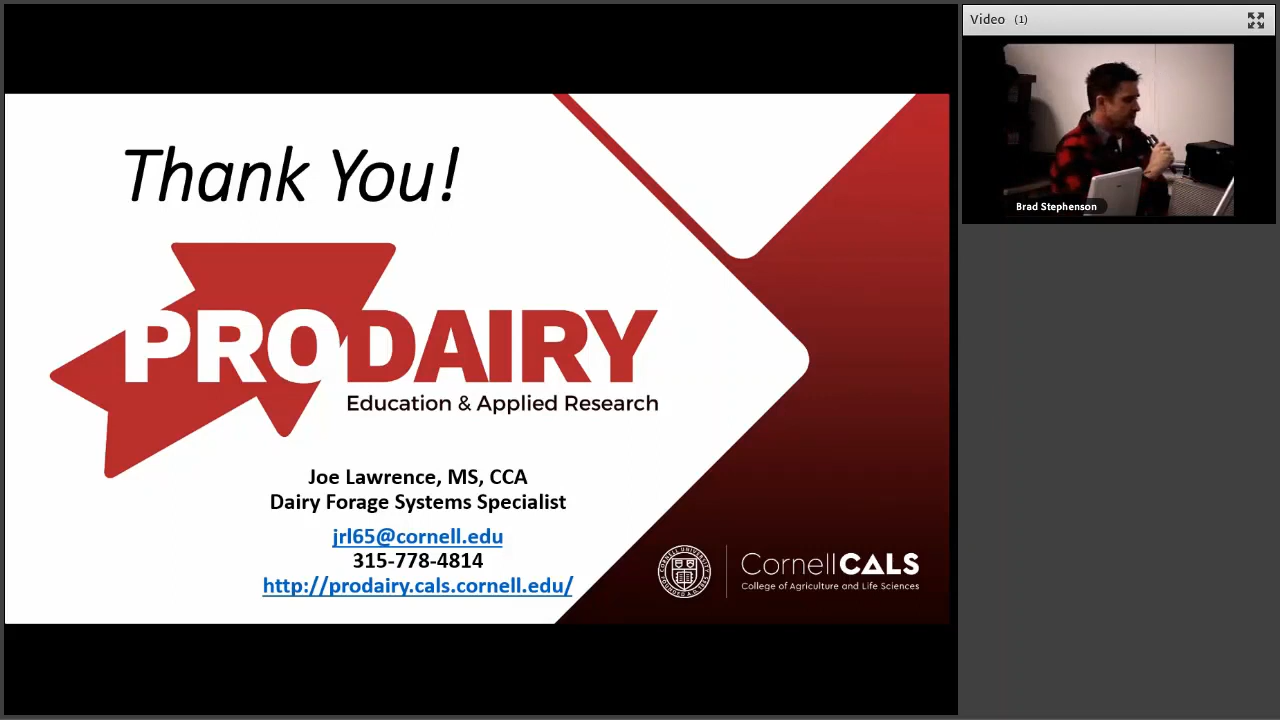 Video (1)
Brad Stephenson
Thank You!
PRODAIRY
Education & Applied Research
Joe Lawrence, MS, CCA
Dairy Forage Systems Specialist
jrl65@cornell.edu
315-778-4814
http://prodairy.cals.cornell.edu/
CornellCALS
College of Agriculture and Life Sciences